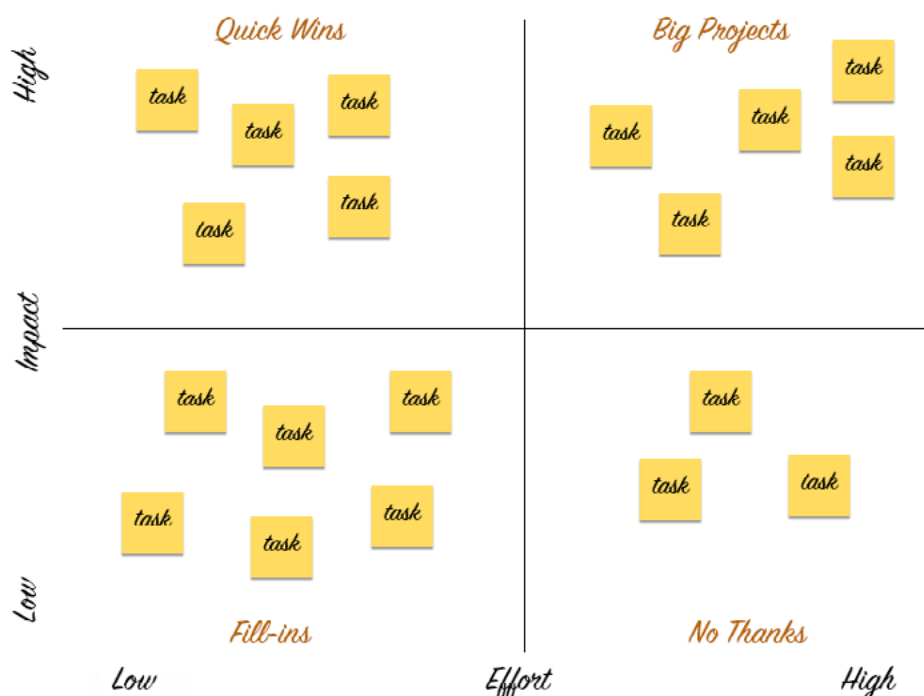 Quick Wins
Big Projects
High
task
task
task
task
task
task
task
task
task
task
Impact
task
task
task
task
task
task
task
task
task
Low
Fill-ins
No Thanks
Low
Effort
High